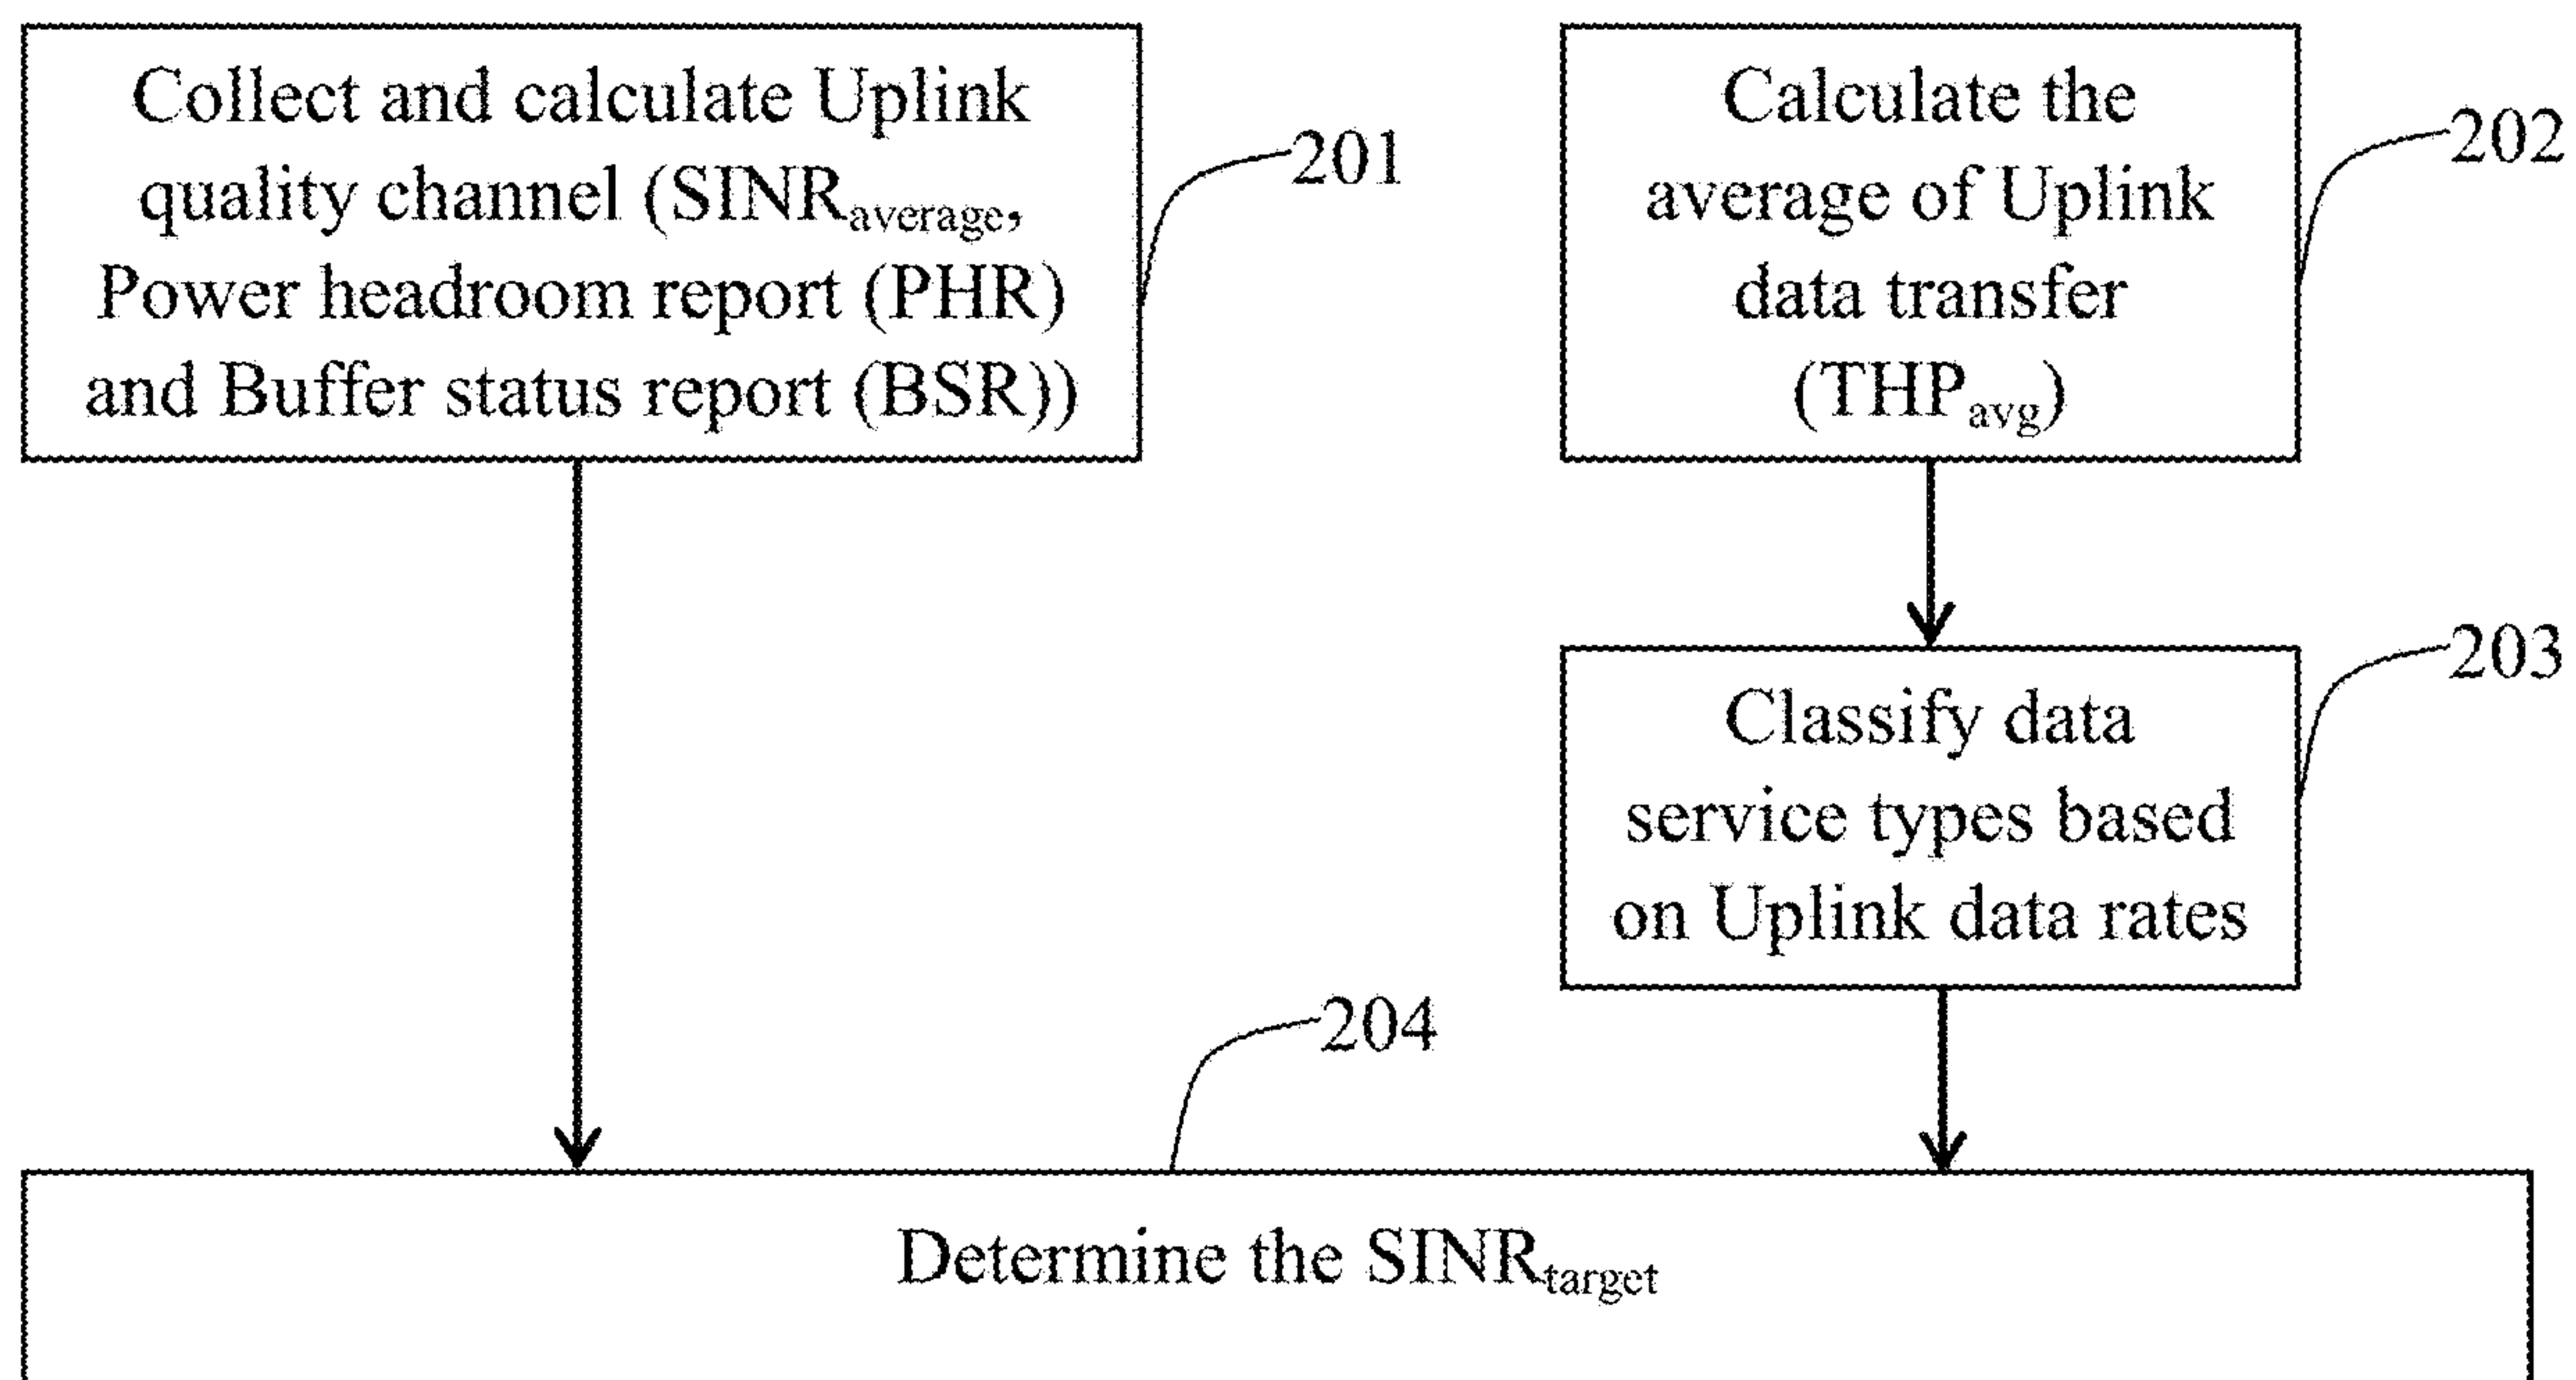 Collect and calculate Uplink
quality channel (SINRaverage,
Power headroom report (PHR)
and Buffer status report (BSR))
201
Calculate the
average of Uplink
data transfer
(THPavg)
202
Classify data
service types based
on Uplink data rates
203
204
Determine the SINRtarget